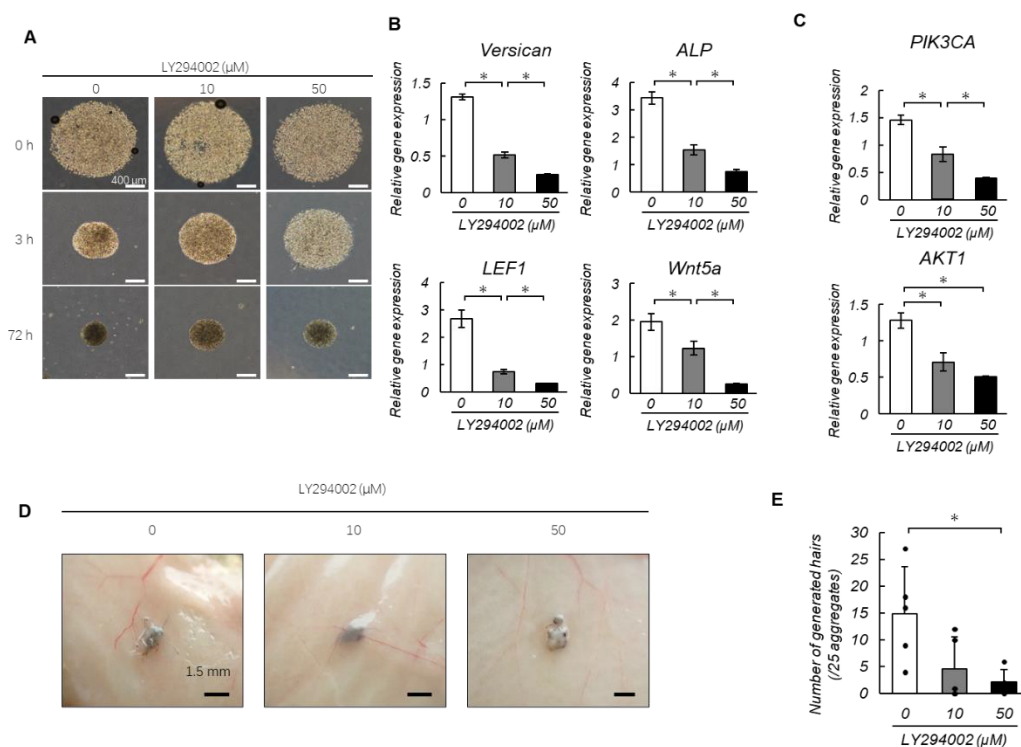 A
LY294002 (μM)
0 10 50
0 h
400 μm
3 h
72 h
B
Versican
Relative gene expression
1.5
1
0.5
0
* *
0 10 50
LY294002 (μM)
ALP
Relative gene expression
4
3
2
1
0
* *
0 10 50
LY294002 (μM)
LEF1
Relative gene expression
3
2
1
0
* *
0 10 50
LY294002 (μM)
Wnt5a
Relative gene expression
3
2
1
0
* *
0 10 50
LY294002 (μM)
C
PIK3CA
Relative gene expression
2
1.5
1
0.5
0
* *
0 10 50
LY294002 (μM)
AKT1
Relative gene expression
2
1.5
1
0.5
0
*
*
0 10 50
LY294002 (μM)
D
LY294002 (μM)
0 10 50
1.5 mm
E
Number of generated hairs
(/25 aggregates)
30
25
20
15
10
5
0
*
0 10 50
LY294002 (μM)